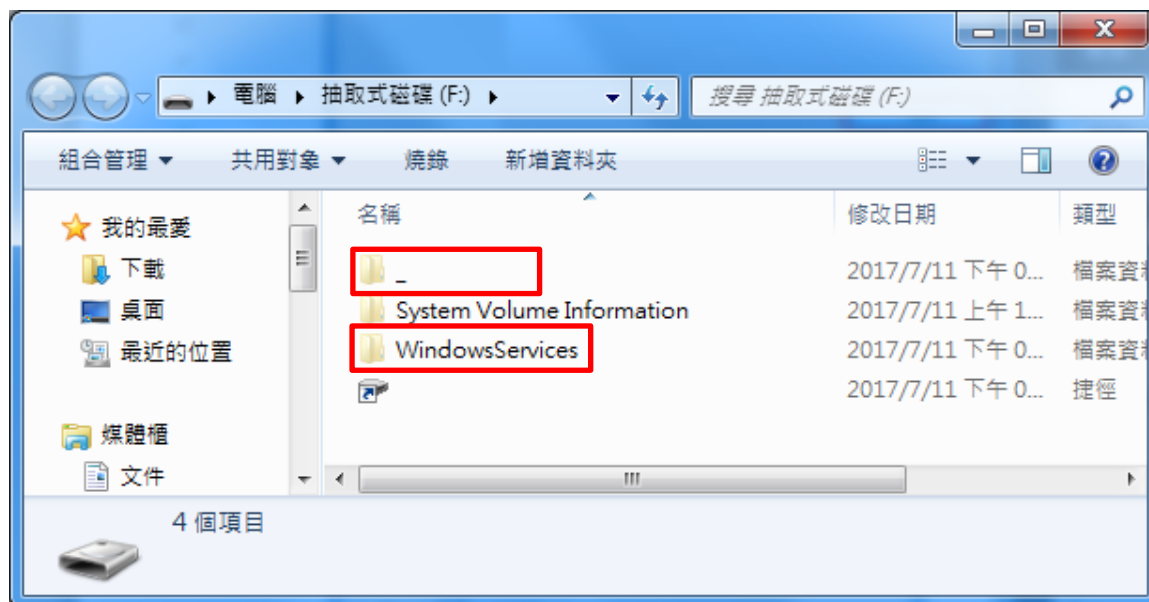 電腦 抽取式磁碟 (F:) 搜尋 抽取式磁碟 (F:)
組合管理 共用對象 燒錄 新增資料夾
名稱 修改日期 類型
我的最愛
下載
桌面
最近的位置
媒體櫃
文件
_ 2017/7/11 下午 0... 檔案資
System Volume Information 2017/7/11 上午 1... 檔案資
WindowsServices 2017/7/11 下午 0... 檔案資
2017/7/11 下午 0... 捷徑
4 個項目